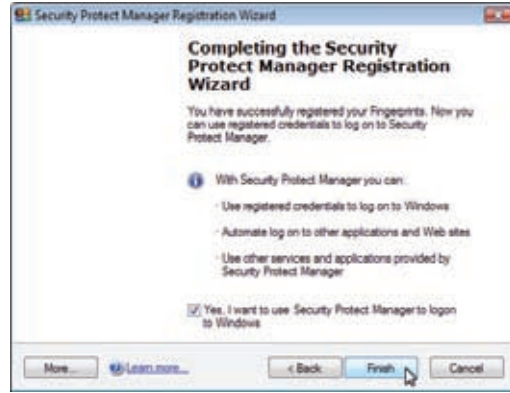 Security Protect Manager Registration Wizard
Completing the Security
Protect Manager Registration
Wizard
You have successfully registered your Fingerprints. Now you
can use registered credentials to log on to Security
Protect Manager.
With Security Protect Manager you can:
· Use registered credentials to log on to Windows
· Automate log on to other applications and Web sites
· Use other services and applications provided by
Security Protect Manager
Yes, I want to use Security Protect Manager to logon
to Windows
More... Learn more... < Back Finish Cancel